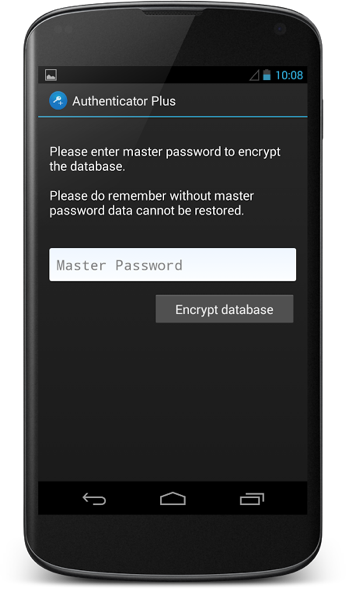 10:08
Authenticator Plus
Please enter master password to encrypt
the database.
Please do remember without master
password data cannot be restored.
Master Password
Encrypt database